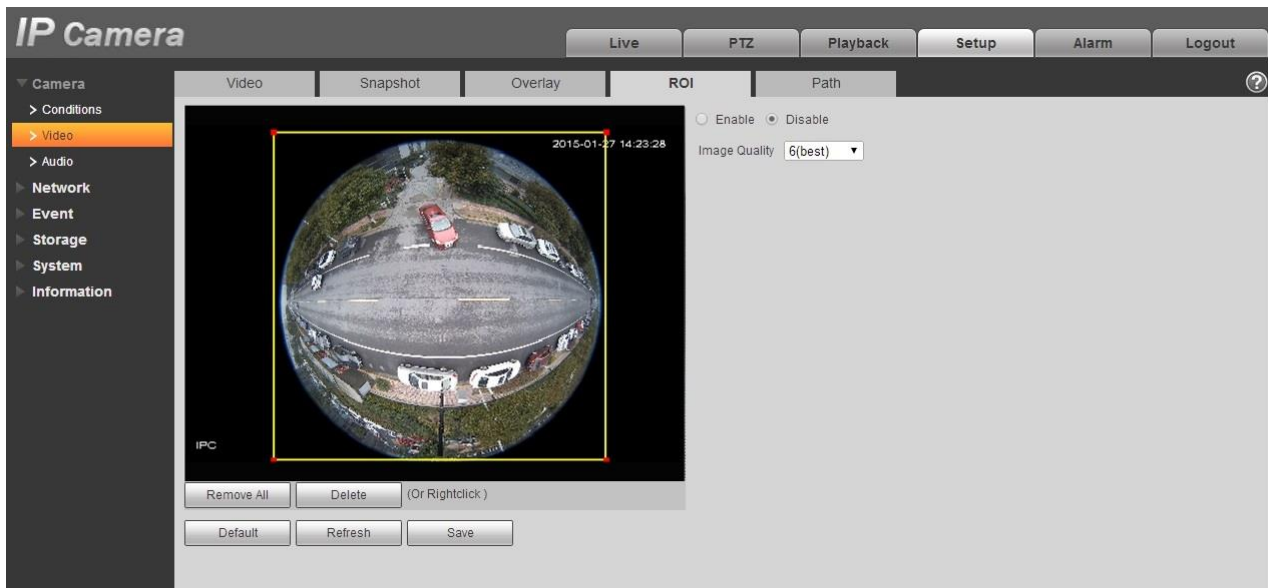 IP Camera
Live PTZ Playback Setup Alarm Logout
Camera
Conditions
Video
Audio
Network
Event
Storage
System
Information
Video Snapshot Overlay ROI Path
?
2015-01-27 14:23:28
IPC
Enable Disable
Image Quality 6(best)
Remove All Delete (Or Rightclick )
Default Refresh Save